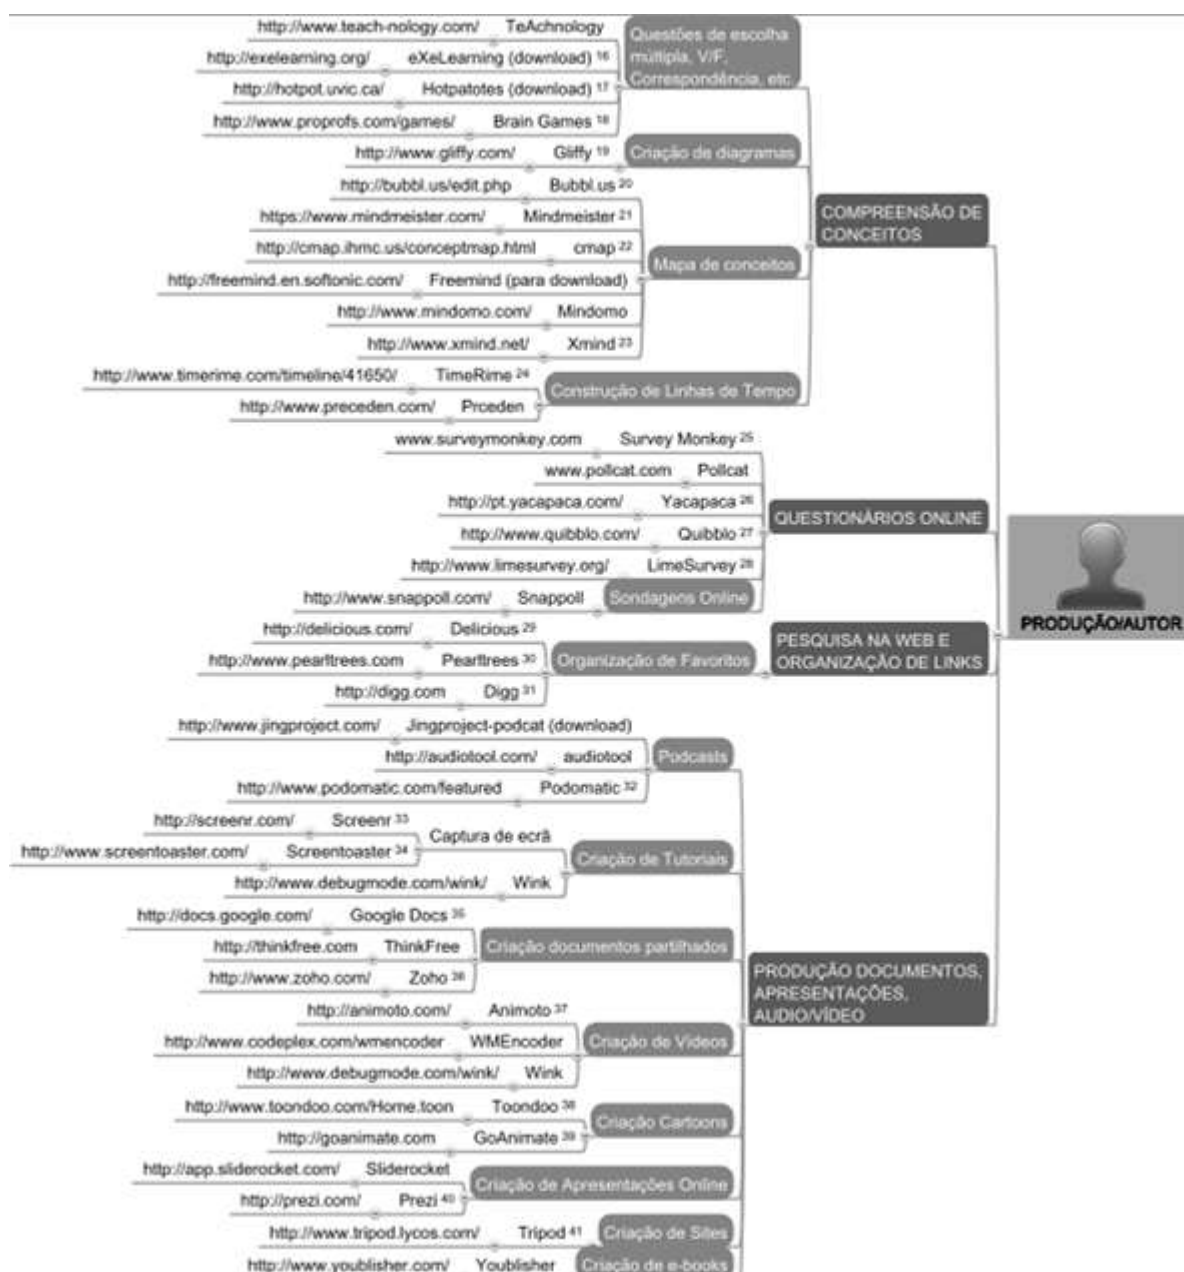 http://www.teach-nology.com/ TeAchnology
Questões de escolha
múltipla, V/F,
Correspondência, etc
http://exelearning.org/ eXeLearning (download) 16
http://hotpot.uvic.ca/ Hotpatotes (download) 17
http://www.proprofs.com/games/ Brain Games 18
http://www.gliffy.com/ Gliffy 19 Criação de diagramas
http://bubbl.us/edit.php Bubbl.us 20
https://www.mindmeister.com/ Mindmeister 21
COMPREENSÃO DE
CONCEITOS
http://cmap.ihmc.us/conceptmap.html cmap 22
Mapa de conceitos
http://freemind.en.softonic.com/ Freemind (para download)
http://www.mindomo.com/ Mindomo
http://www.xmind.net/ Xmind 23
http://www.timerime.com/timeline/41650/ TimeRime 24
Construção de Linhas de Tempo
http://www.preceden.com/ Prceden
www.surveymonkey.com Survey Monkey 25
www.pollcat.com Pollcat
http://pt.yacapaca.com/ Yacapaca 26
QUESTIONÁRIOS ONLINE
http://www.quibblo.com/ Quibblo 27
http://www.limesurvey.org/ LimeSurvey 28
http://www.snappoll.com/ Snappoll Sondagens Online
PRODUÇÃO/AUTOR
http://delicious.com/ Delicious 29
PESQUISA NA WEB E
ORGANIZAÇÃO DE LINKS
http://www.pearltrees.com Pearltrees 30 Organização de Favoritos
http://digg.com Digg 31
http://www.jingproject.com/ Jingproject-podcat (download)
http://audiotool.com/ audiotool Podcasts
http://www.podomatic.com/featured Podomatic 32
http://screenr.com/ Screenr 33
Captura de ecrã
http://www.screentoaster.com/ Screentoaster 34
Criação de Tutoriais
http://www.debugmode.com/wink/ Wink
http://docs.google.com/ Google Docs 35
http://thinkfree.com ThinkFree Criação documentos partilhados
http://www.zoho.com/ Zoho 36
PRODUÇÃO DOCUMENTOS,
APRESENTAÇÕES,
AUDIO/VÍDEO
http://animoto.com/ Animoto 37
http://www.codeplex.com/wmencoder WMEncoder Criação de Vídeos
http://www.debugmode.com/wink/ Wink
http://www.toondoo.com/Home.toon Toondoo 38
Criação Cartoons
http://goanimate.com GoAnimate 39
http://app.sliderocket.com/ Sliderocket
Criação de Apresentações Online
http://prezi.com/ Prezi 40
http://www.tripod.lycos.com/ Tripod 41 Criação de Sites
http://www.youblisher.com/ Youblisher Criação de e-books